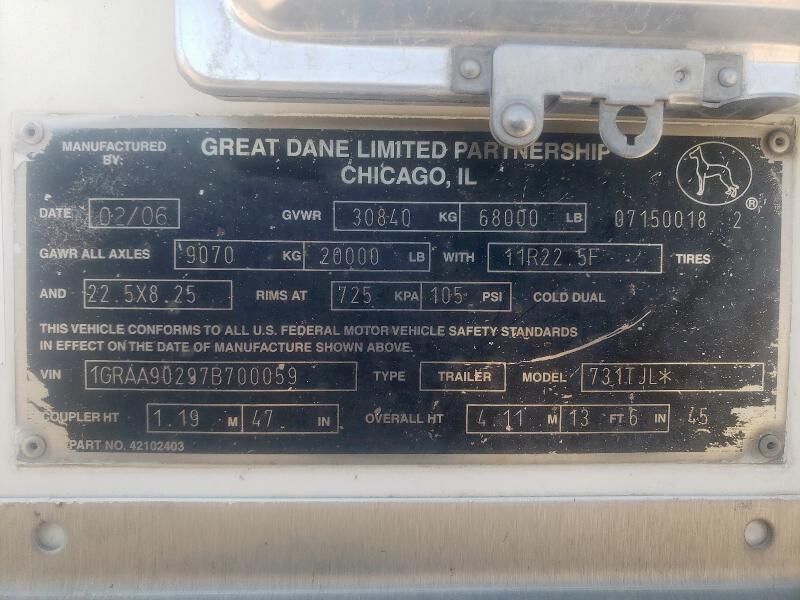 MANUFACTURED BY: GREAT DANE LIMITED PARTNERSHIP
CHICAGO, IL
®
DATE 02/06 GVWR 30840 KG 68000 LB 07150018 2
GAWR ALL AXLES 9070 KG 20000 LB WITH 11R22.5F TIRES
AND 22.5X8.25 RIMS AT 725 KPA 105 PSI COLD DUAL
THIS VEHICLE CONFORMS TO ALL U.S. FEDERAL MOTOR VEHICLE SAFETY STANDARDS
IN EFFECT ON THE DATE OF MANUFACTURE SHOWN ABOVE.
VIN 1GRAA90297B700059 TYPE TRAILER MODEL 731TJL*
COUPLER HT 1.19 M 47 IN OVERALL HT 4.11 M 13 FT 6 IN 45
PART NO. 42102403